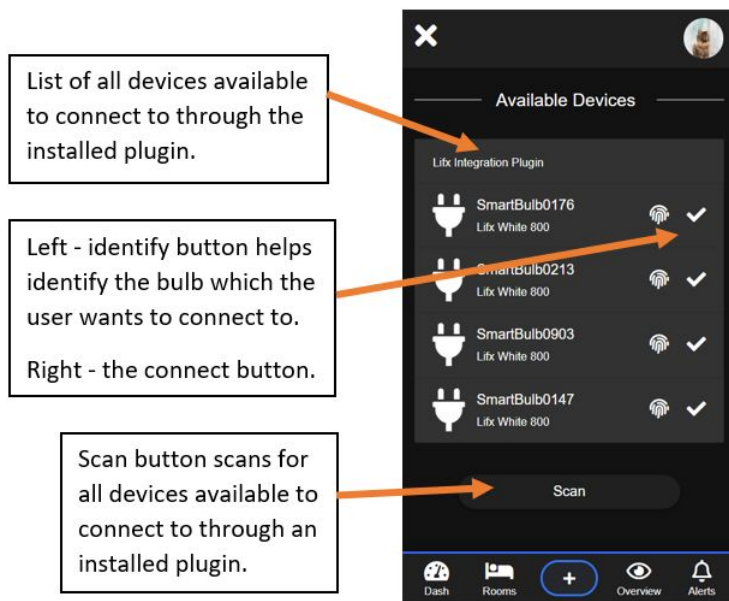 List of all devices available
to connect to through the
installed plugin.
Left - identify button helps
identify the bulb which the
user wants to connect to.
Right - the connect button.
Scan button scans for
all devices available to
connect to through an
installed plugin.
Available Devices
Lifx Integration Plugin
SmartBulb0176
Lifx White 800
SmartBulb0213
Lifx White 800
SmartBulb0903
Lifx White 800
SmartBulb0147
Lifx White 800
Scan
Dash Rooms + Overview Alerts